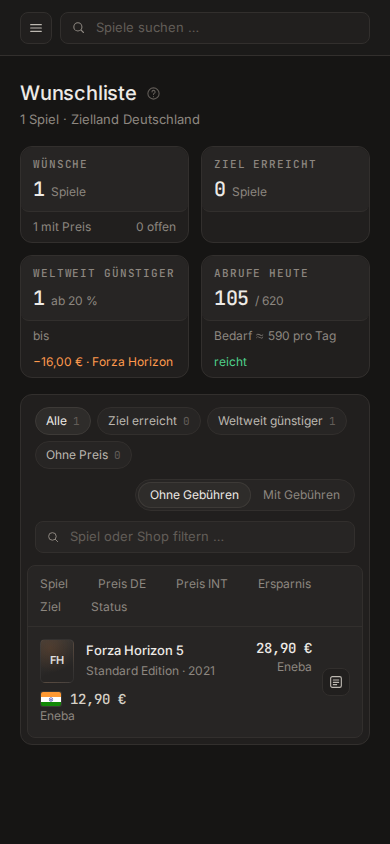 Spiele suchen ...
Wunschliste
1 Spiel · Zielland Deutschland
WÜNSCHE
1 Spiele
1 mit Preis 0 offen
ZIEL ERREICHT
0 Spiele
WELTWEIT GÜNSTIGER
1 ab 20 %
bis
−16,00 € · Forza Horizon
ABRUFE HEUTE
105 / 620
Bedarf ≈ 590 pro Tag
reicht
Alle 1 Ziel erreicht 0 Weltweit günstiger 1
Ohne Preis 0
Ohne Gebühren Mit Gebühren
Spiel oder Shop filtern ...
Spiel Preis DE Preis INT Ersparnis
Ziel Status
FH
Forza Horizon 5 28,90 €
Standard Edition · 2021 Eneba
12,90 €
Eneba